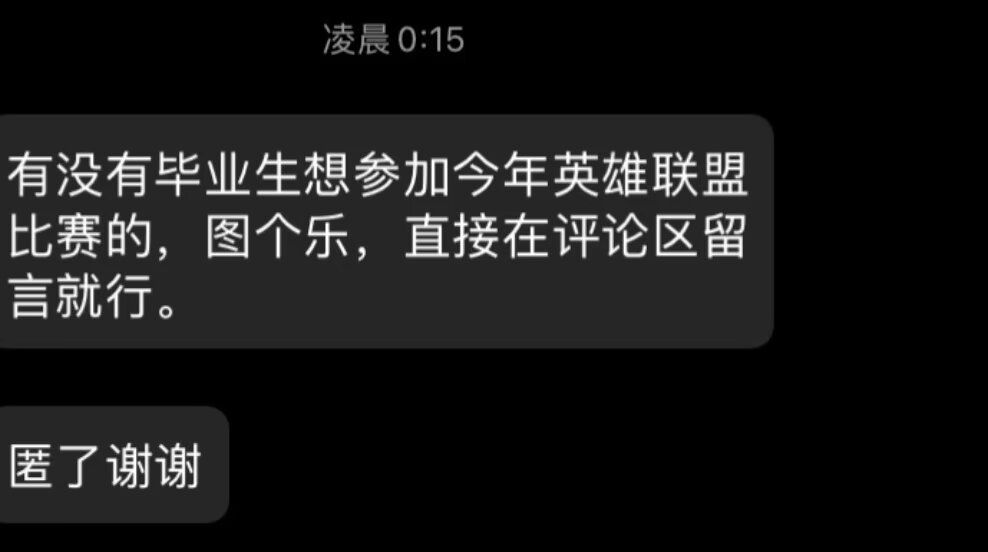 凌晨 0:15
有没有毕业生想参加今年英雄联盟
比赛的，图个乐，直接在评论区留
言就行。
匿了谢谢